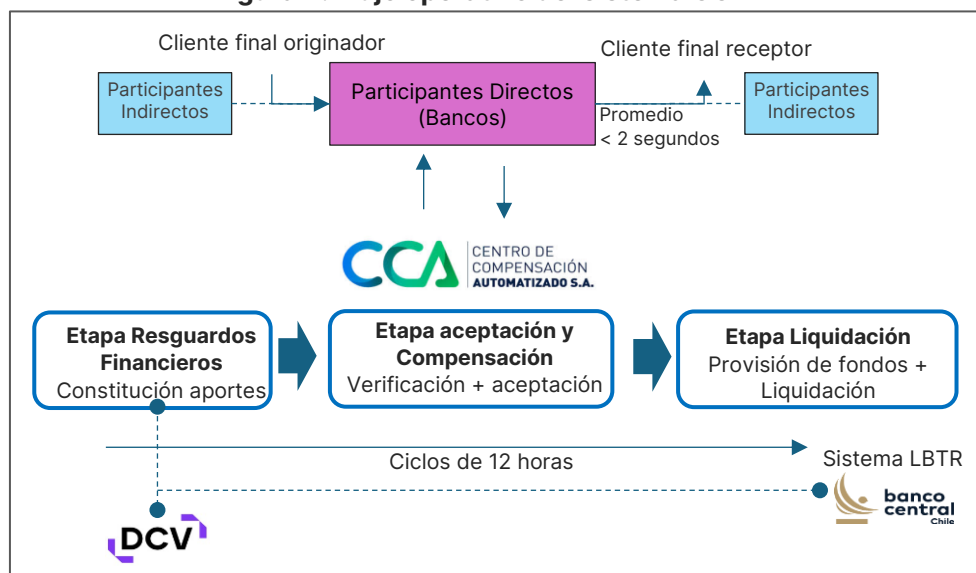 Cliente final originador
Cliente final receptor
Participantes
Indirectos
Participantes Directos
(Bancos)
Participantes
Indirectos
Promedio
< 2 segundos
CCA
CENTRO DE
COMPENSACIÓN
AUTOMATIZADO S.A.
Etapa Resguardos
Financieros
Constitución aportes
Etapa aceptación y
Compensación
Verificación + aceptación
Etapa Liquidación
Provisión de fondos +
Liquidación
Ciclos de 12 horas
Sistema LBTR
banco
central
Chile
DCV